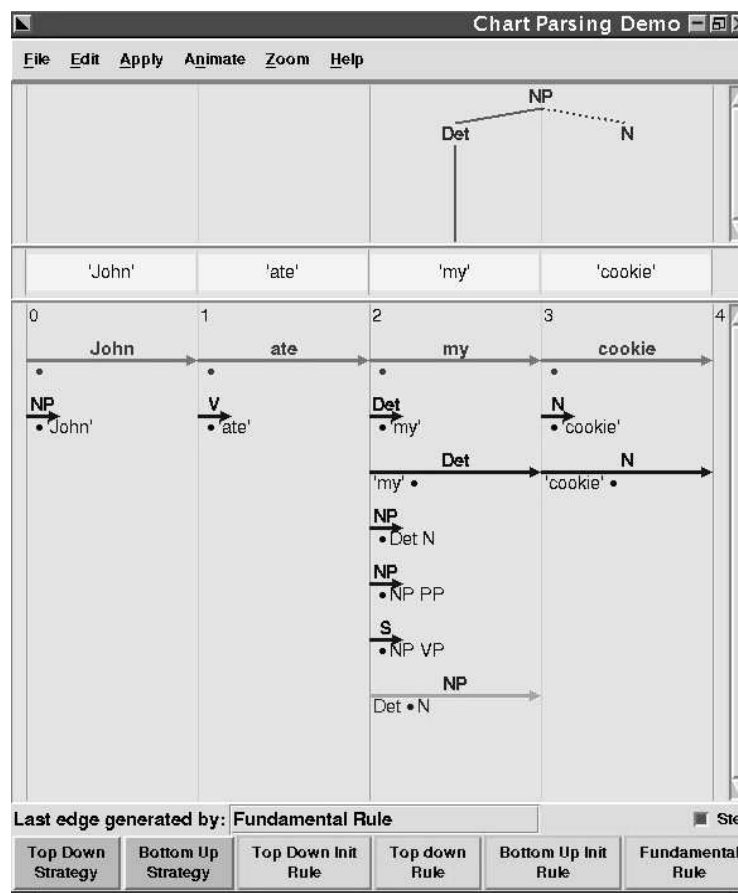 Chart Parsing Demo
File Edit Apply Animate Zoom Help
NP
Det N
'John' 'ate' 'my' 'cookie'
0 1 2 3 4
John ate my cookie
• • • •
NP V Det N
• 'John' • 'ate' • 'my' • 'cookie'
Det N
'my' • 'cookie' •
NP
• Det N
NP
• NP PP
S
• NP VP
NP
Det • N
Last edge generated by: Fundamental Rule Ste
Top Down Bottom Up Top Down Init Top down Bottom Up Init Fundamental
Strategy Strategy Rule Rule Rule Rule